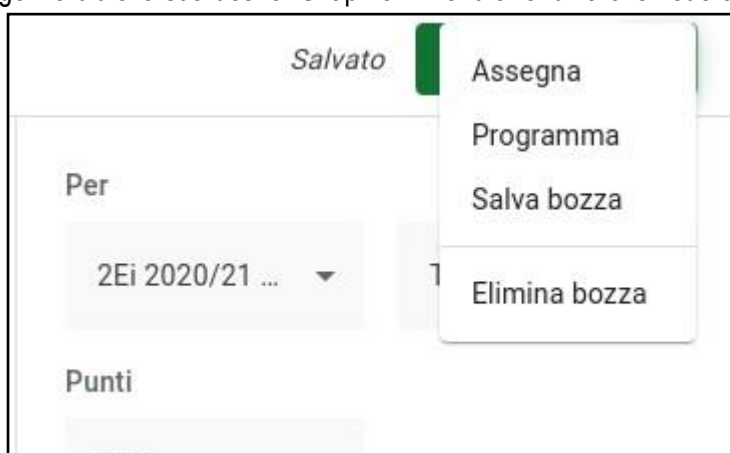 Salvato
Assegna
Programma
Salva bozza
Elimina bozza
Per
2Ei 2020/21 ...
Punti